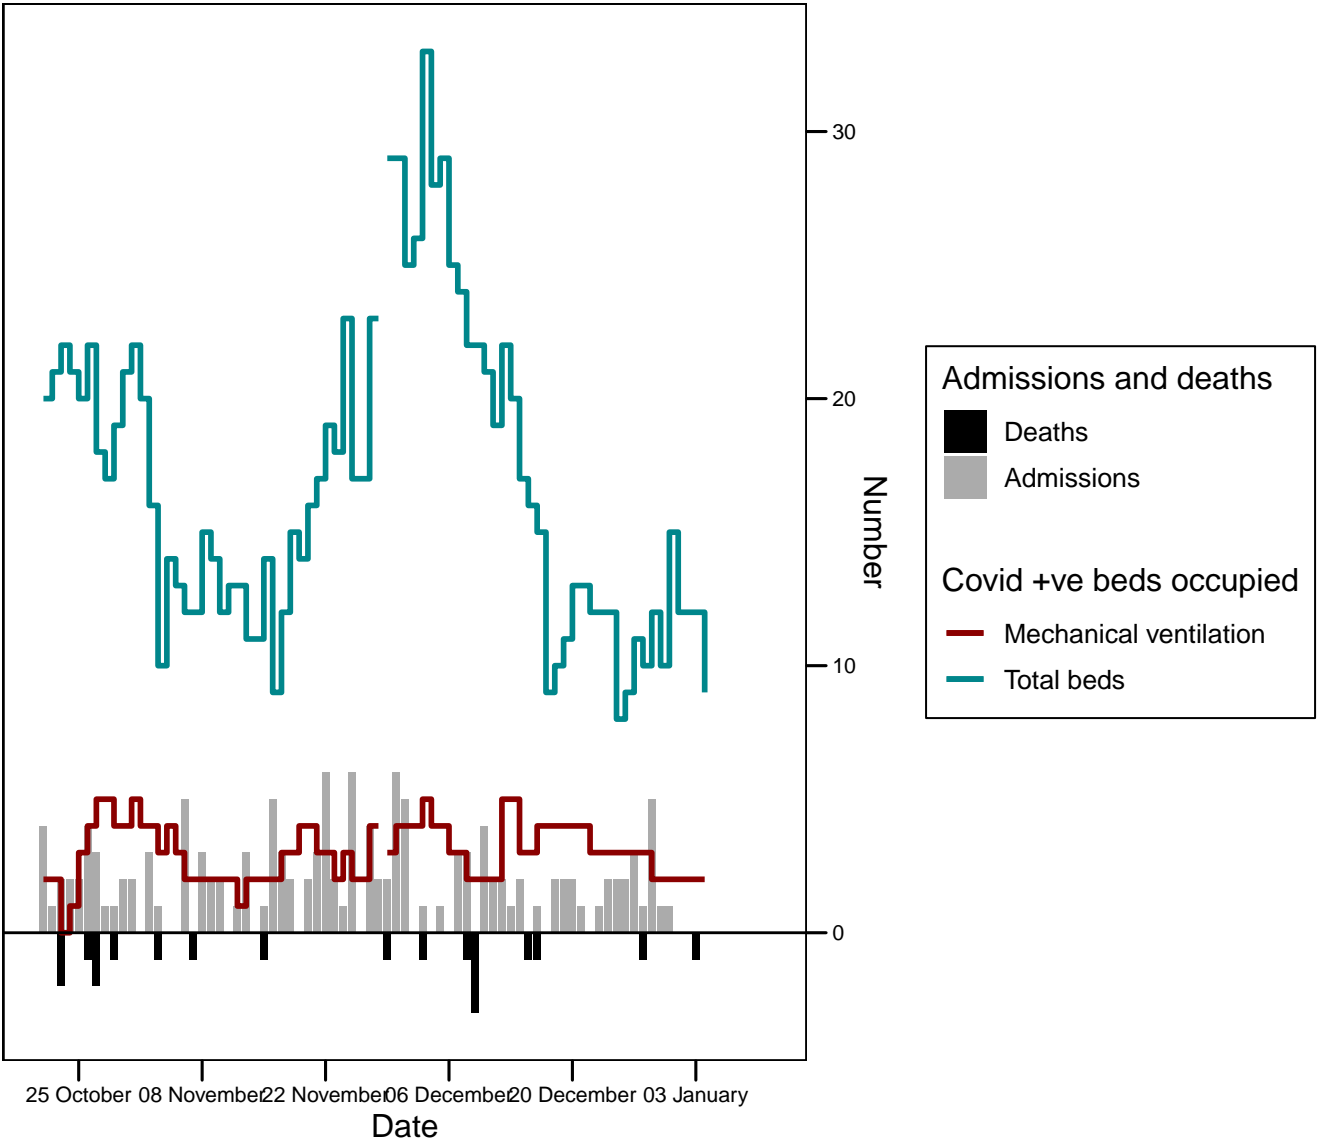 30
20
10
0
Number
25 October
08 November
22 November
06 December
20 December
03 January
Date
Admissions and deaths
Deaths
Admissions
Covid +ve beds occupied
Mechanical ventilation
Total beds